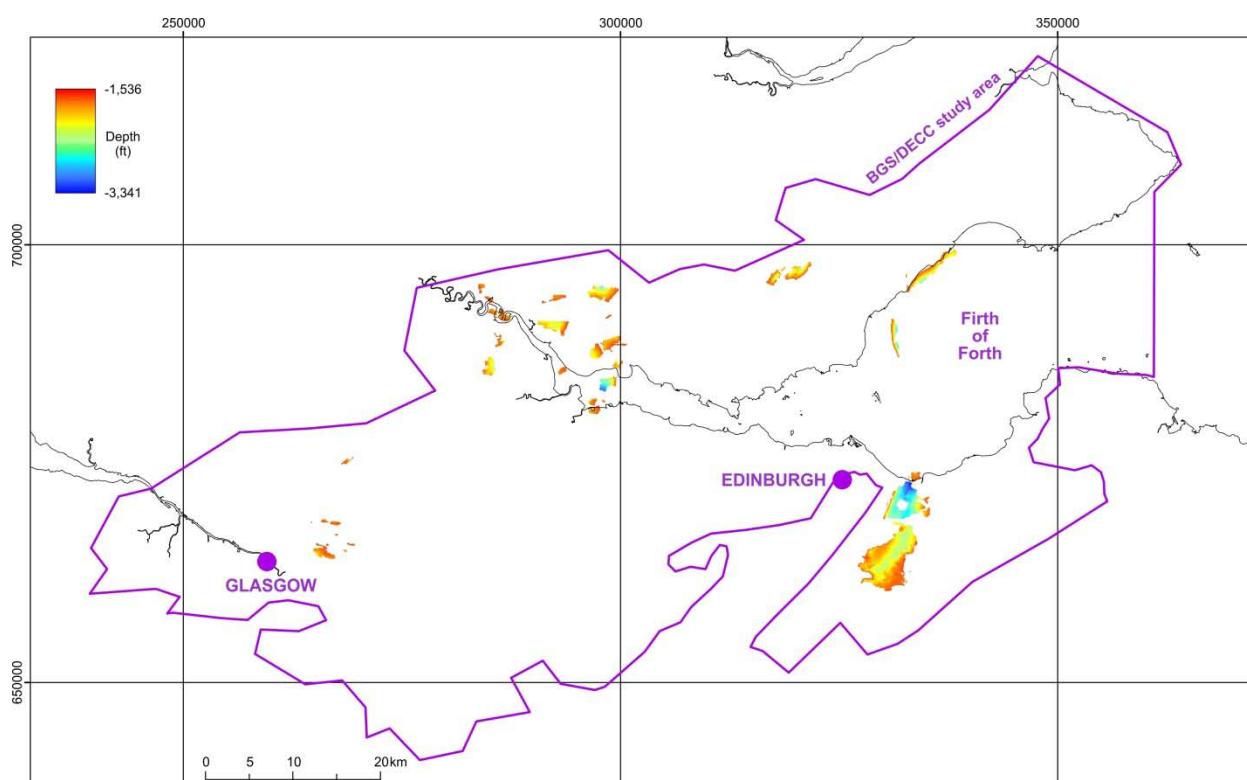 250000
300000
350000
-1,536
Depth
(ft)
-3,341
BGS/DECC study area
700000
Firth
of
Forth
EDINBURGH
GLASGOW
650000
0 5 10 20km